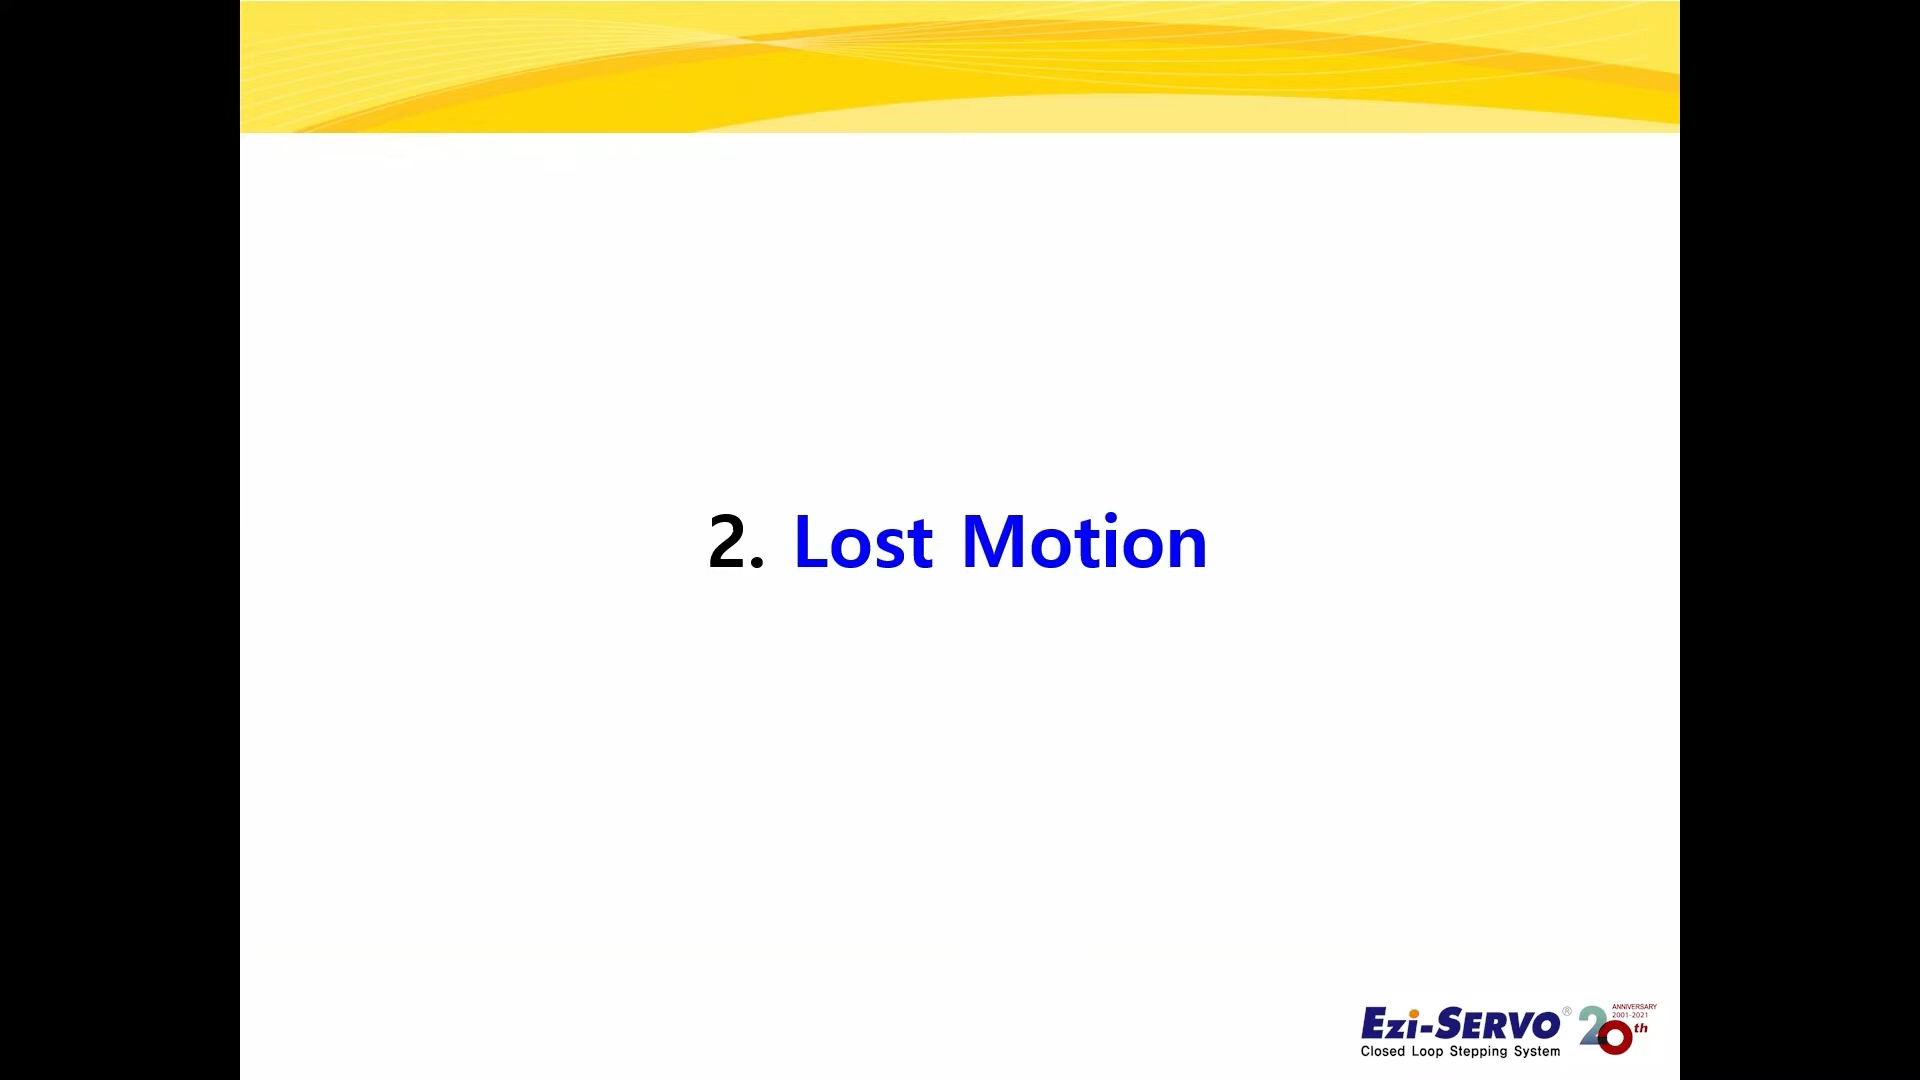 2. Lost Motion
Ezi-SERVO®
Closed Loop Stepping System
ANNIVERSARY
2001-2021
20th